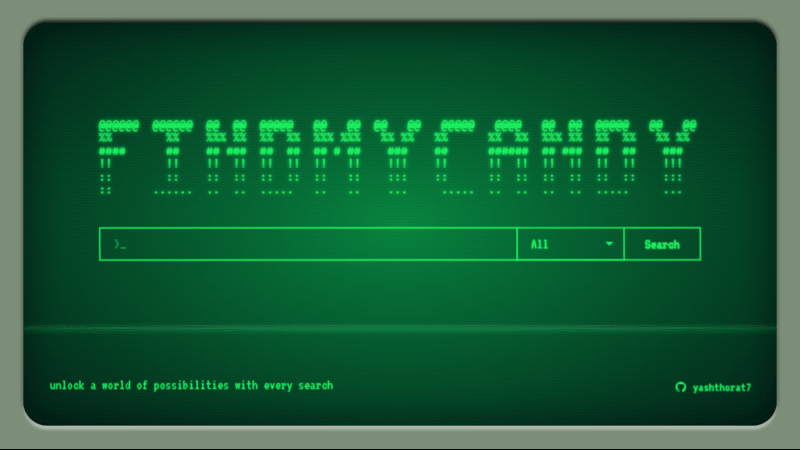 FINDMYCANDY
❯_
All
Search
unlock a world of possibilities with every search
yashthorat7